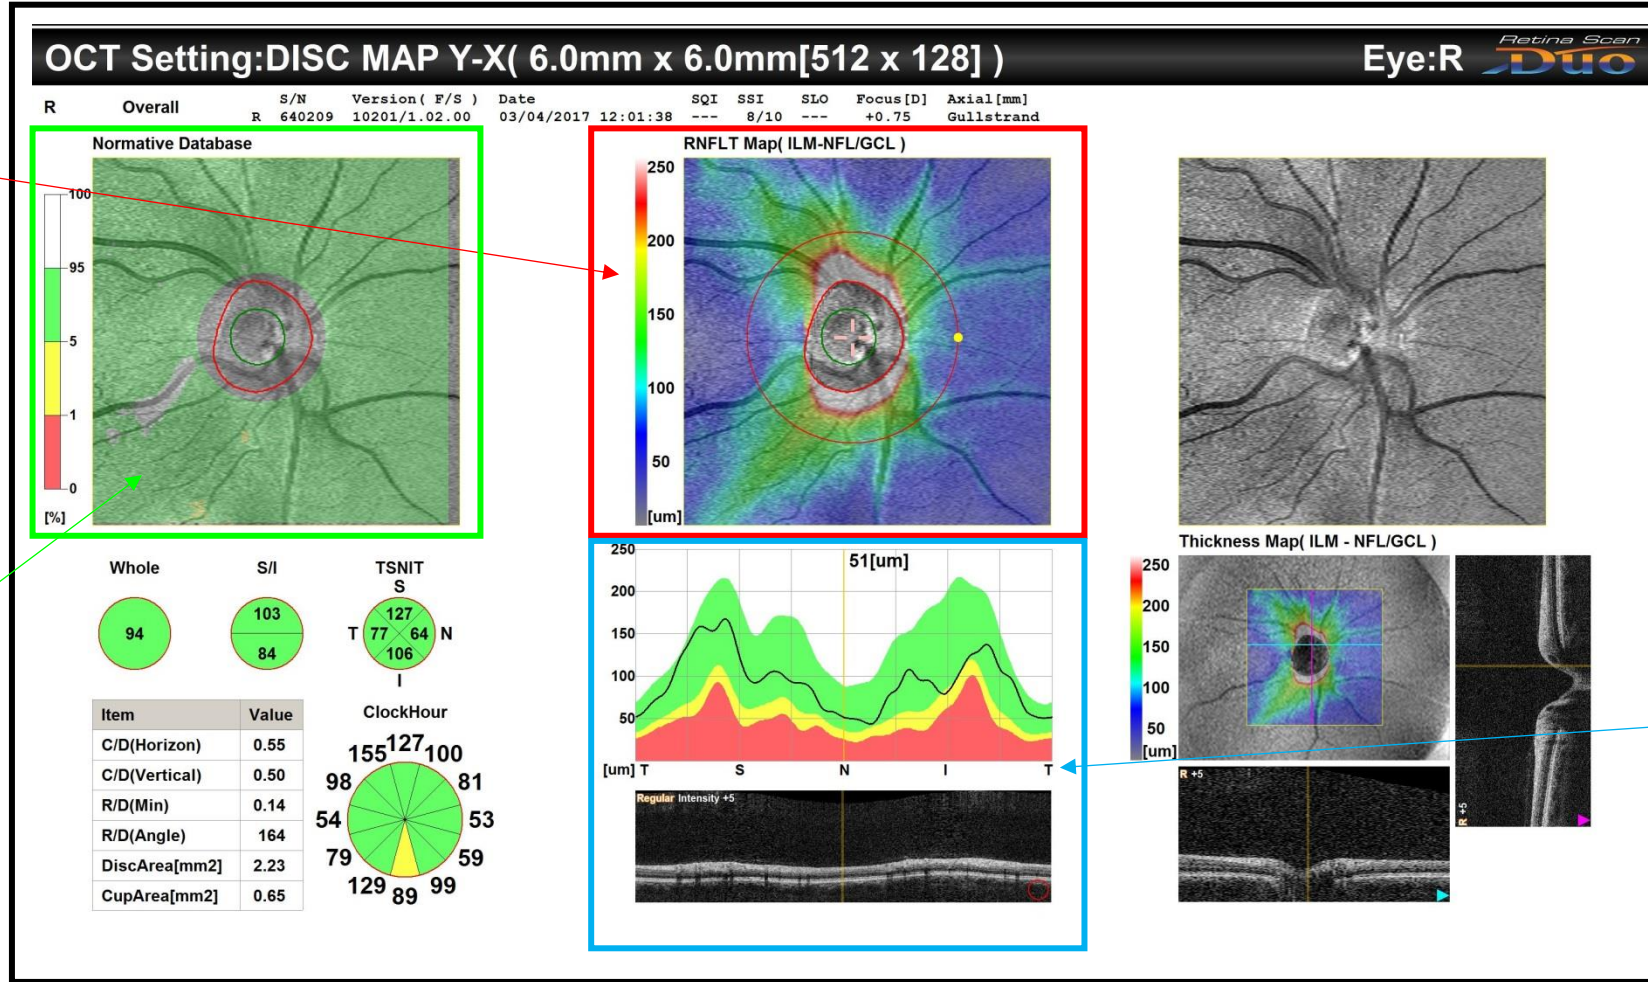 OCT Setting:DISC MAP Y-X( 6.0mm x 6.0mm[512 x 128] )
Eye:R
Retina Scan
Duo
R
Overall
S/N Version( F/S ) Date SQI SSI SLO Focus[D] Axial[mm]
R 640209 10201/1.02.00 03/04/2017 12:01:38 --- 8/10 --- +0.75 Gullstrand
Normative Database
100
95
5
1
0
[%]
RNFLT Map( ILM-NFL/GCL )
250
200
150
100
50
[um]
Whole
94
S/I
103
84
TSNIT
S
127
T 77 64 N
106
I
Item Value
C/D(Horizon) 0.55
C/D(Vertical) 0.50
R/D(Min) 0.14
R/D(Angle) 164
DiscArea[mm2] 2.23
CupArea[mm2] 0.65
ClockHour
155 127 100
98 81
54 53
79 59
129 89 99
51[um]
250
200
150
100
50
[um] T S N I T
Regular Intensity +5
Thickness Map( ILM - NFL/GCL )
250
200
150
100
50
[um]
R +5
R +5